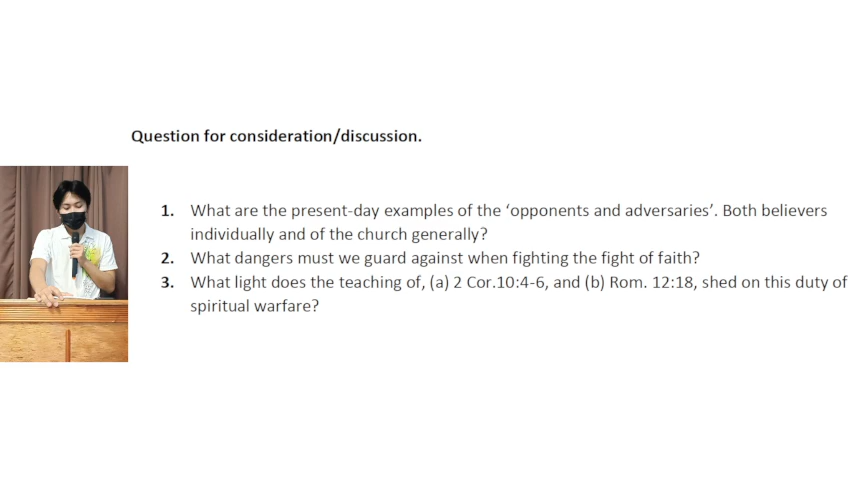 Question for consideration/discussion.
1. What are the present-day examples of the ‘opponents and adversaries’. Both believers
individually and of the church generally?
2. What dangers must we guard against when fighting the fight of faith?
3. What light does the teaching of, (a) 2 Cor.10:4-6, and (b) Rom. 12:18, shed on this duty of
spiritual warfare?